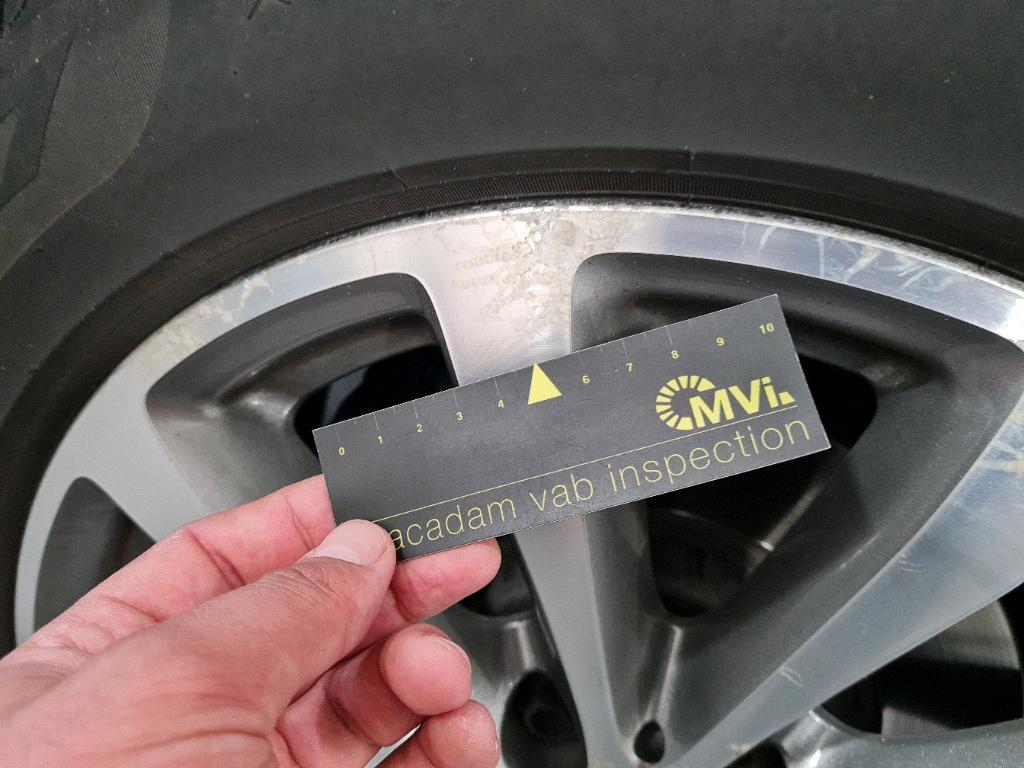 0 1 2 3 4 6 7 8 9 10
MVi.
acadam vab inspection